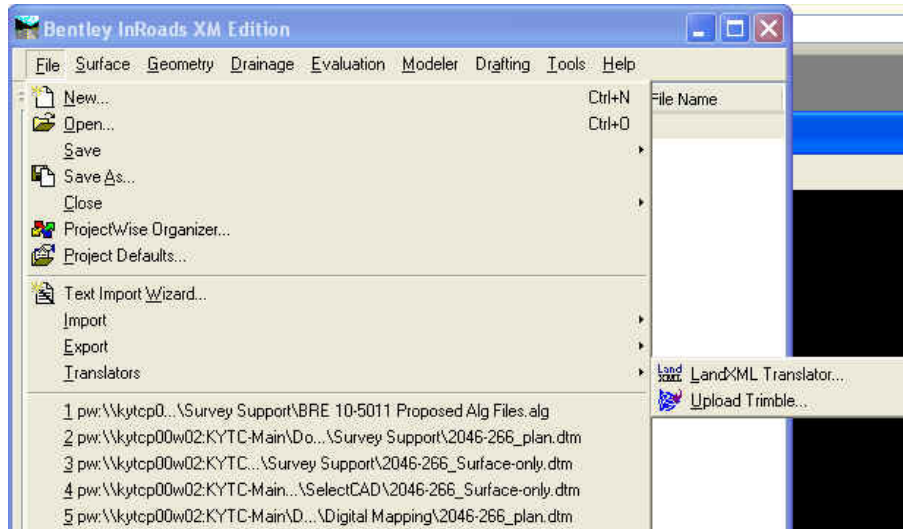 Bentley InRoads XM Edition
File Surface Geometry Drainage Evaluation Modeler Drafting Tools Help
New... Ctrl+N File Name
Open... Ctrl+O
Save
Save As...
Close
ProjectWise Organizer...
Project Defaults...
Text Import Wizard...
Import
Export
Translators
Land XML LandXML Translator...
Upload Trimble...
1 pw:\\kytcp0...\Survey Support\BRE 10-5011 Proposed Alg Files.alg
2 pw:\\kytcp00w02:KYTC-Main\Do...\Survey Support\2046-266_plan.dtm
3 pw:\\kytcp00w02:KYTC...\Survey Support\2046-266_Surface-only.dtm
4 pw:\\kytcp00w02:KYTC-Main...\SelectCAD\2046-266_Surface-only.dtm
5 pw:\\kytcp00w02:KYTC-Main\D...\Digital Mapping\2046-266_plan.dtm